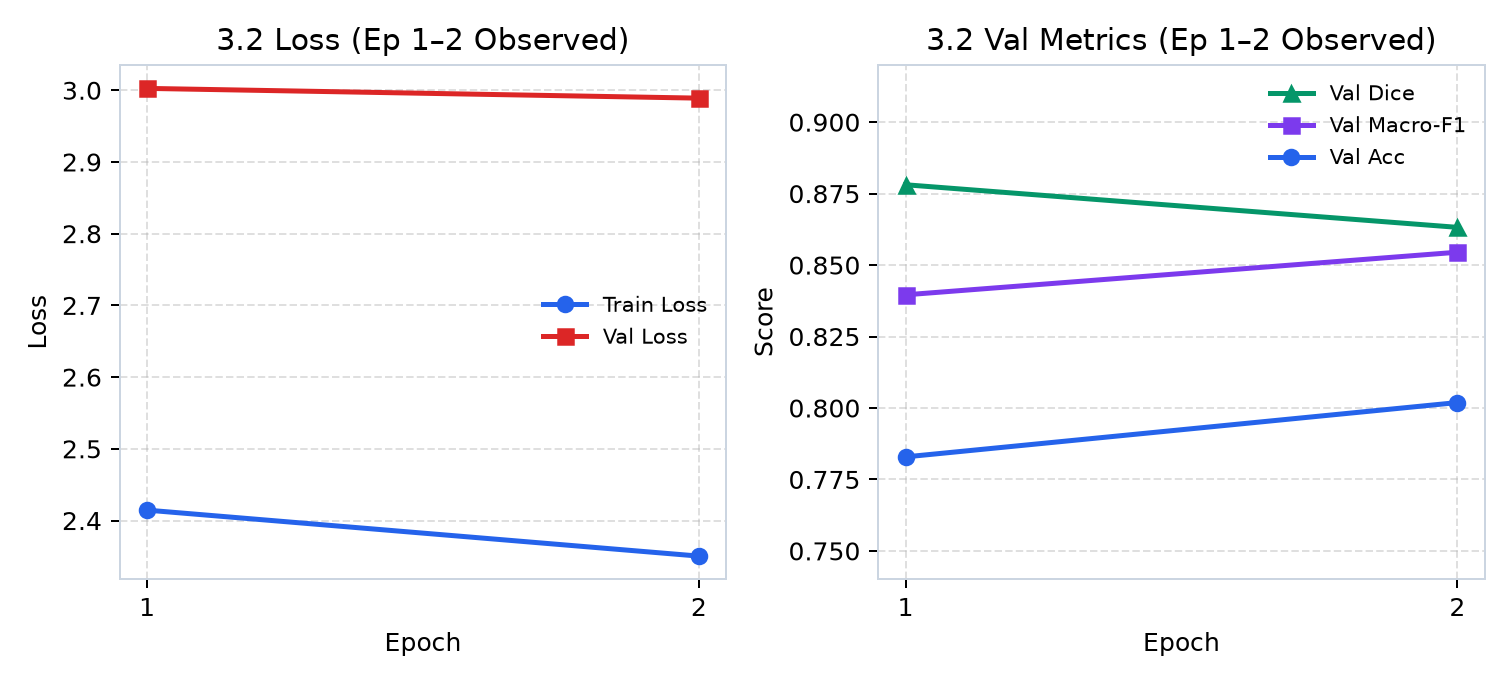 3.2 Loss (Ep 1–2 Observed)
3.0
2.9
2.8
2.7
2.6
2.5
2.4
Loss
Train Loss
Val Loss
1
2
Epoch
3.2 Val Metrics (Ep 1–2 Observed)
0.900
0.875
0.850
0.825
0.800
0.775
0.750
Score
Val Dice
Val Macro-F1
Val Acc
1
2
Epoch